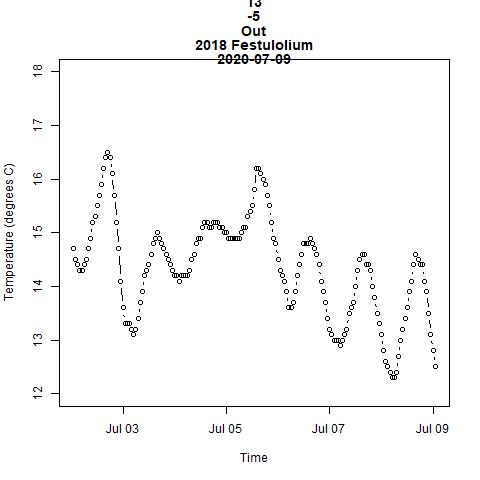 13
-5
Out
2018 Festulolium
2020-07-09
Temperature (degrees C)
18
17
16
15
14
13
12
Jul 03
Jul 05
Jul 07
Jul 09
Time